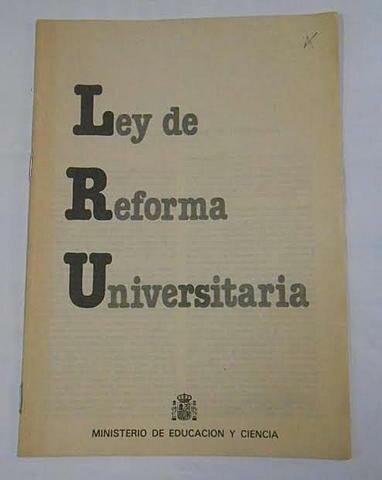 Ley de
Reforma
Universitaria
MINISTERIO DE EDUCACION Y CIENCIA